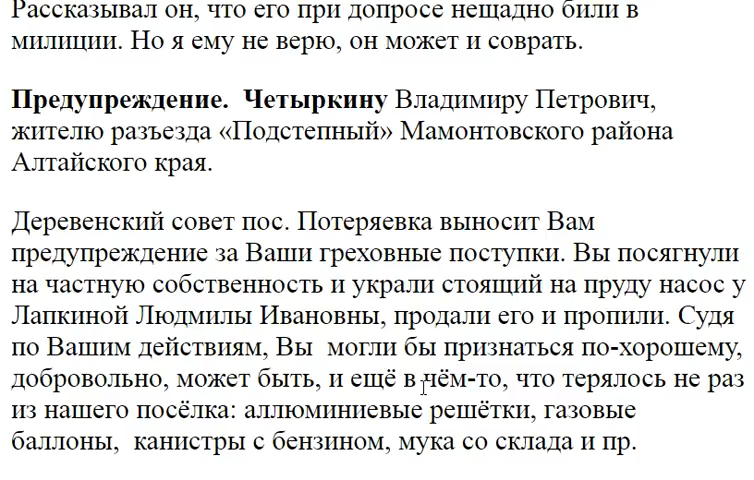 Рассказывал он, что его при допросе нещадно били в
милиции. Но я ему не верю, он может и соврать.
Предупреждение.  Четыркину Владимиру Петрович,
жителю разъезда «Подстепный» Мамонтовского района
Алтайского края.
Деревенский совет пос. Потеряевка выносит Вам
предупреждение за Ваши греховные поступки. Вы посягнули
на частную собственность и украли стоящий на пруду насос у
Лапкиной Людмилы Ивановны, продали его и пропили. Судя
по Вашим действиям, Вы  могли бы признаться по-хорошему,
добровольно, может быть, и ещё в чём-то, что терялось не раз
из нашего посёлка: аллюминиевые решётки, газовые
баллоны,  канистры с бензином, мука со склада и пр.